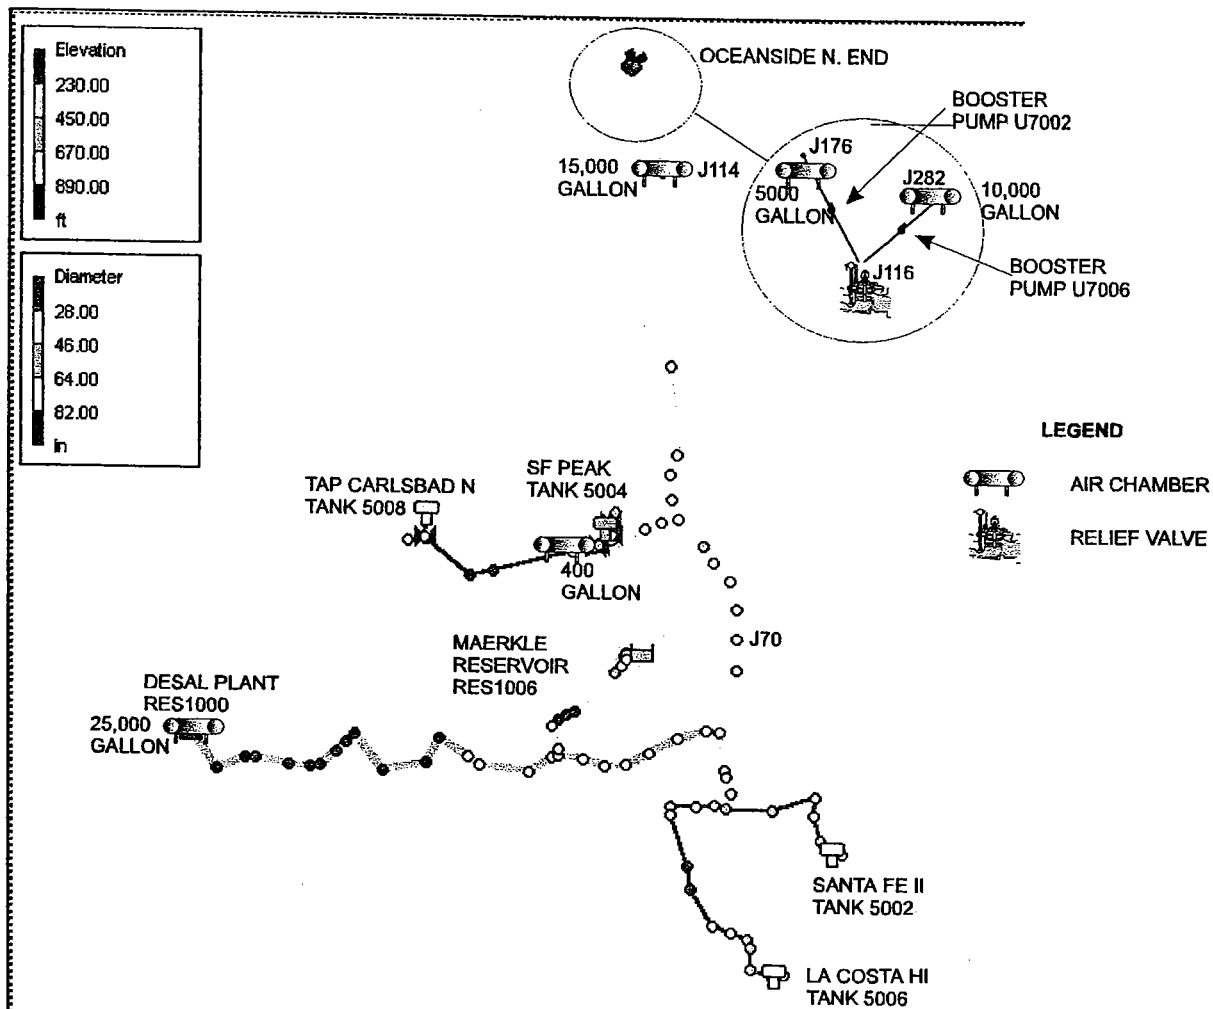 Elevation
230.00
450.00
670.00
890.00
ft
Diameter
28.00
46.00
64.00
82.00
in
OCEANSIDE N. END
BOOSTER
PUMP U7002
15,000
GALLON
J114
J176
5000
GALLON
J282
10,000
GALLON
J116
BOOSTER
PUMP U7006
LEGEND
AIR CHAMBER
RELIEF VALVE
TAP CARLSBAD N
TANK 5008
SF PEAK
TANK 5004
400
GALLON
J70
MAERKLE
RESERVOIR
RES1006
DESAL PLANT
RES1000
25,000
GALLON
SANTA FE II
TANK 5002
LA COSTA HI
TANK 5006